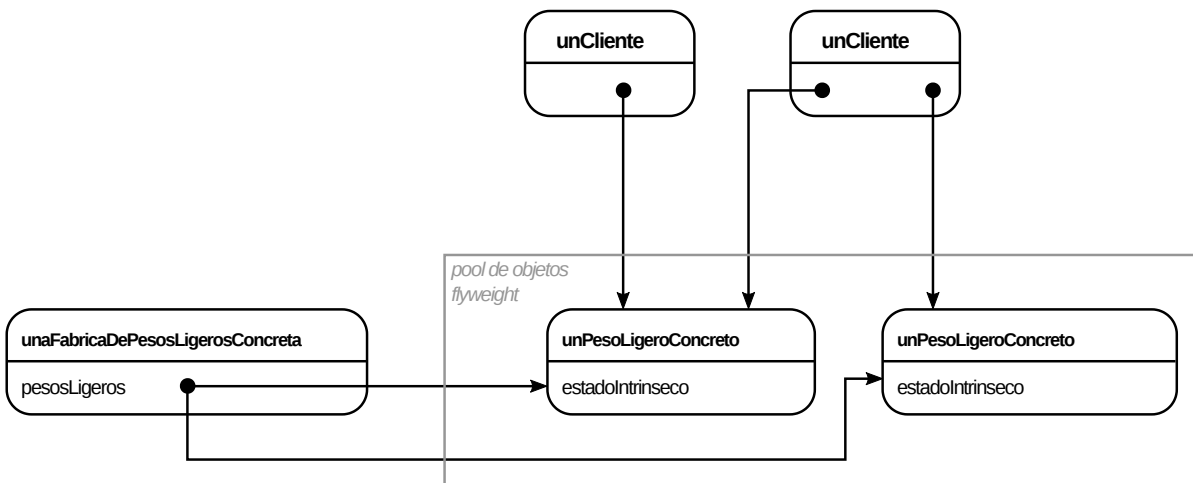 unCliente
unCliente
pool de objetos
flyweight
unaFabricaDePesosLigerosConcreta
pesosLigeros
unPesoLigeroConcreto
estadoIntrinseco
unPesoLigeroConcreto
estadoIntrinseco